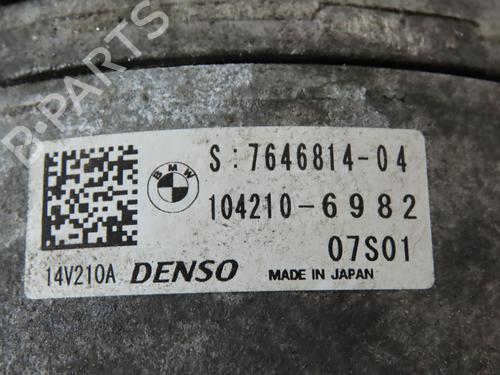 B-PARTS
BMW
S:7646814-04
104210-6982
07S01
14V210A DENSO MADE IN JAPAN